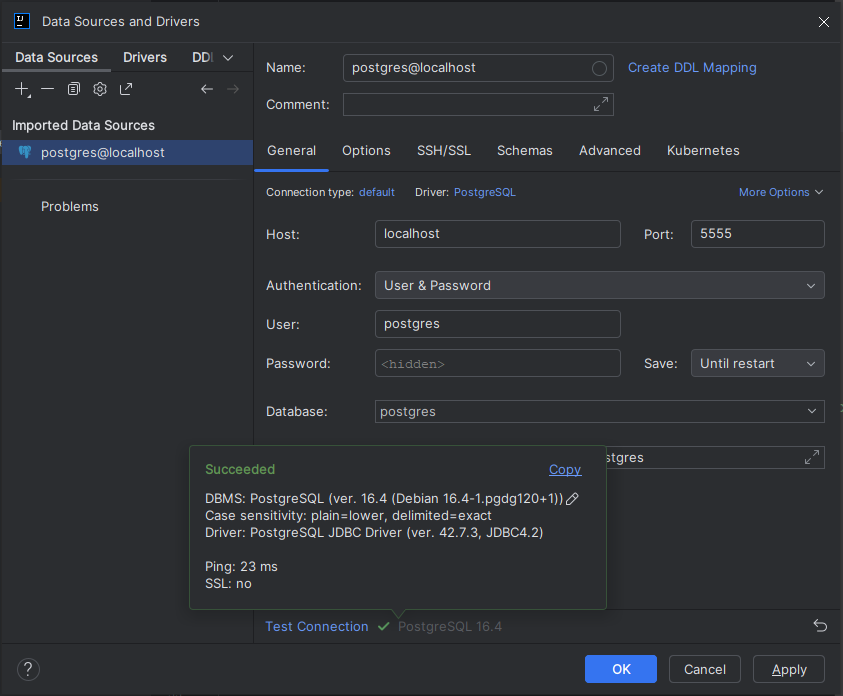 Data Sources and Drivers
Data Sources Drivers DDL
Imported Data Sources
postgres@localhost
Problems
Name: postgres@localhost Create DDL Mapping
Comment:
General Options SSH/SSL Schemas Advanced Kubernetes
Connection type: default Driver: PostgreSQL More Options
Host: localhost Port: 5555
Authentication: User & Password
User: postgres
Password: <hidden> Save: Until restart
Database: postgres
stgres
Succeeded Copy
DBMS: PostgreSQL (ver. 16.4 (Debian 16.4-1.pgdg120+1))
Case sensitivity: plain=lower, delimited=exact
Driver: PostgreSQL JDBC Driver (ver. 42.7.3, JDBC4.2)
Ping: 23 ms
SSL: no
Test Connection PostgreSQL 16.4
? OK Cancel Apply